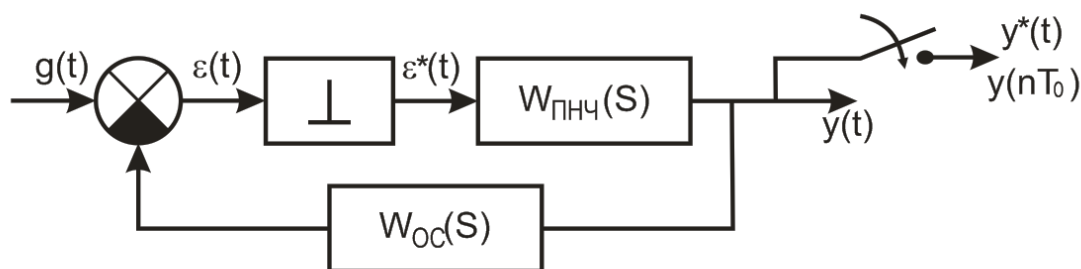 g(t)
ε(t)
ε*(t)
W_ПНЧ(S)
y(t)
y*(t)
y(nT₀)
W_ОС(S)